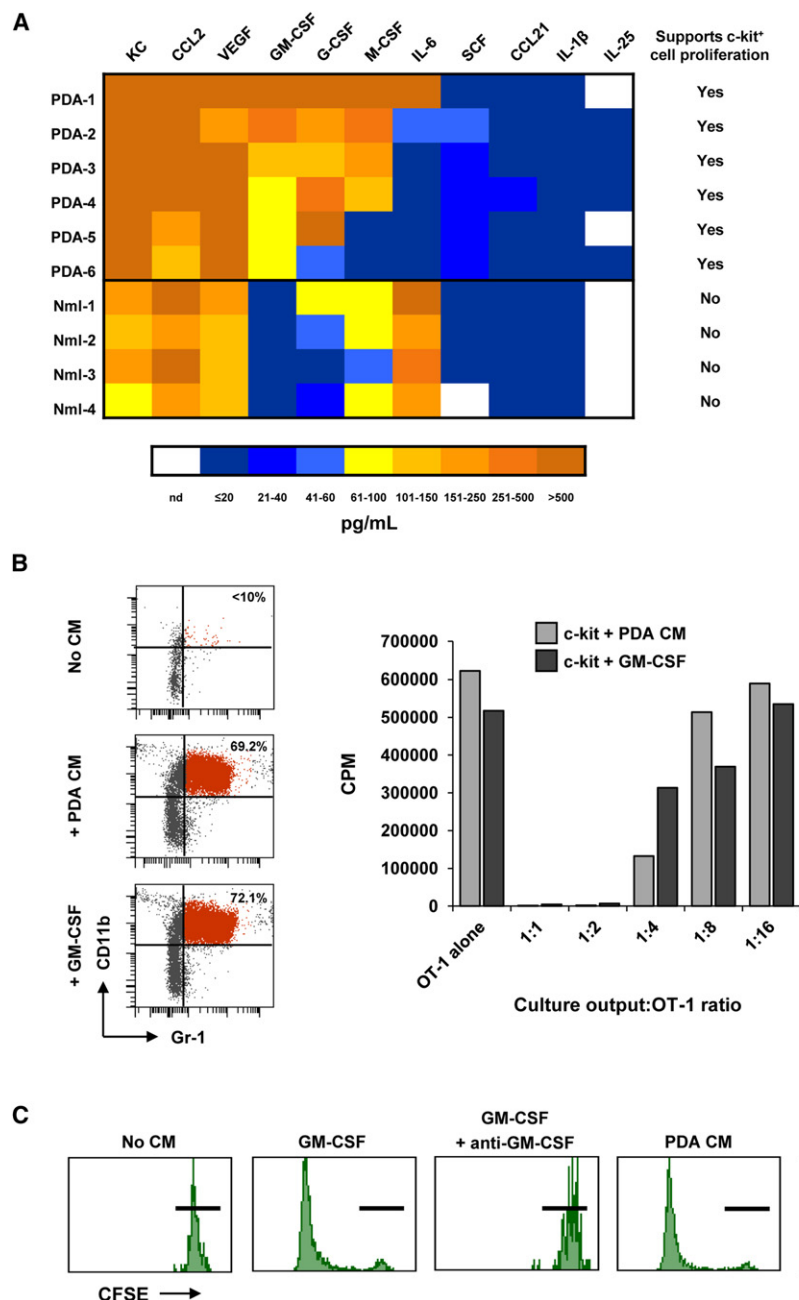 A
KC CCL2 VEGF GM-CSF G-CSF M-CSF IL-6 SCF CCL21 IL-1β IL-25
Supports c-kit⁺
cell proliferation
PDA-1 Yes
PDA-2 Yes
PDA-3 Yes
PDA-4 Yes
PDA-5 Yes
PDA-6 Yes
Nml-1 No
Nml-2 No
Nml-3 No
Nml-4 No
nd ≤20 21-40 41-60 61-100 101-150 151-250 251-500 >500
pg/mL
B
No CM
<10%
+ PDA CM
69.2%
+ GM-CSF
72.1%
CD11b
Gr-1
c-kit + PDA CM
c-kit + GM-CSF
CPM
700000
600000
500000
400000
300000
200000
100000
0
OT-1 alone 1:1 1:2 1:4 1:8 1:16
Culture output:OT-1 ratio
C
No CM
GM-CSF
GM-CSF
+ anti-GM-CSF
PDA CM
CFSE